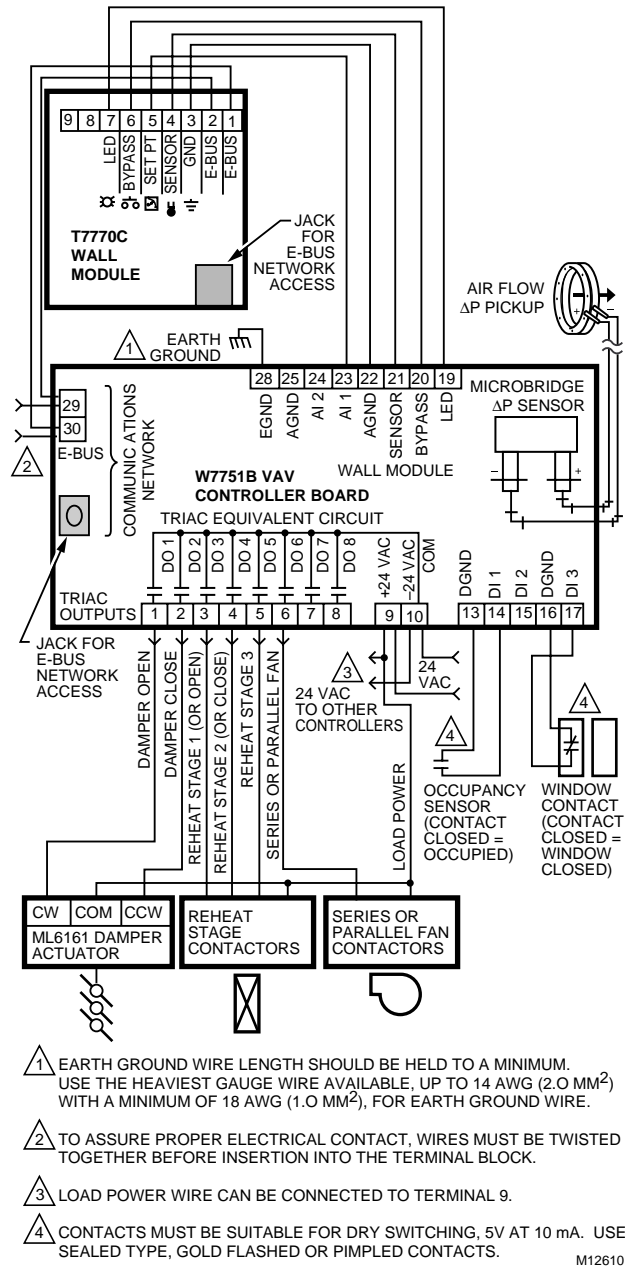 9 8 7 6 5 4 3 2 1
LED
BYPASS
SET PT
SENSOR
GND
E-BUS
E-BUS
T7770C
WALL
MODULE
JACK
FOR
E-BUS
NETWORK
ACCESS
AIR FLOW
ΔP PICKUP
+ –
1
EARTH
GROUND
28 25 24 23 22 21 20 19
EGND
AGND
AI 2
AI 1
AGND
SENSOR
BYPASS
LED
WALL MODULE
MICROBRIDGE
ΔP SENSOR
– +
29
30
E-BUS
2
COMMUNICATIONS
NETWORK
W7751B VAV
CONTROLLER BOARD
TRIAC EQUIVALENT CIRCUIT
DO 1
DO 2
DO 3
DO 4
DO 5
DO 6
DO 7
DO 8
+24 VAC
–24 VAC
COM
DGND
DI 1
DI 2
DGND
DI 3
TRIAC
OUTPUTS
1 2 3 4 5 6 7 8
9 10
13 14 15 16 17
JACK FOR
E-BUS
NETWORK
ACCESS
DAMPER OPEN
DAMPER CLOSE
REHEAT STAGE 1 (OR OPEN)
REHEAT STAGE 2 (OR CLOSE)
REHEAT STAGE 3
SERIES OR PARALLEL FAN
3
24 VAC
TO OTHER
CONTROLLERS
24
VAC
LOAD POWER
4
OCCUPANCY
SENSOR
(CONTACT
CLOSED =
OCCUPIED)
4
WINDOW
CONTACT
(CONTACT
CLOSED =
WINDOW
CLOSED)
CW COM CCW
ML6161 DAMPER
ACTUATOR
REHEAT
STAGE
CONTACTORS
SERIES OR
PARALLEL FAN
CONTACTORS
1 EARTH GROUND WIRE LENGTH SHOULD BE HELD TO A MINIMUM.
USE THE HEAVIEST GAUGE WIRE AVAILABLE, UP TO 14 AWG (2.O MM2)
WITH A MINIMUM OF 18 AWG (1.O MM2), FOR EARTH GROUND WIRE.
2 TO ASSURE PROPER ELECTRICAL CONTACT, WIRES MUST BE TWISTED
TOGETHER BEFORE INSERTION INTO THE TERMINAL BLOCK.
3 LOAD POWER WIRE CAN BE CONNECTED TO TERMINAL 9.
4 CONTACTS MUST BE SUITABLE FOR DRY SWITCHING, 5V AT 10 mA. USE
SEALED TYPE, GOLD FLASHED OR PIMPLED CONTACTS.
M12610